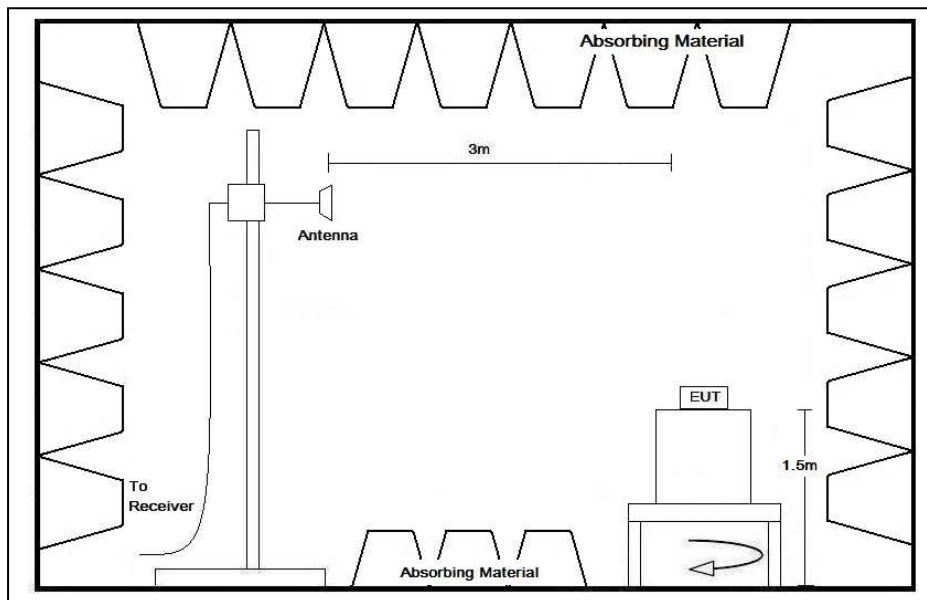 Absorbing Material
3m
Antenna
EUT
1.5m
To
Receiver
Absorbing Material